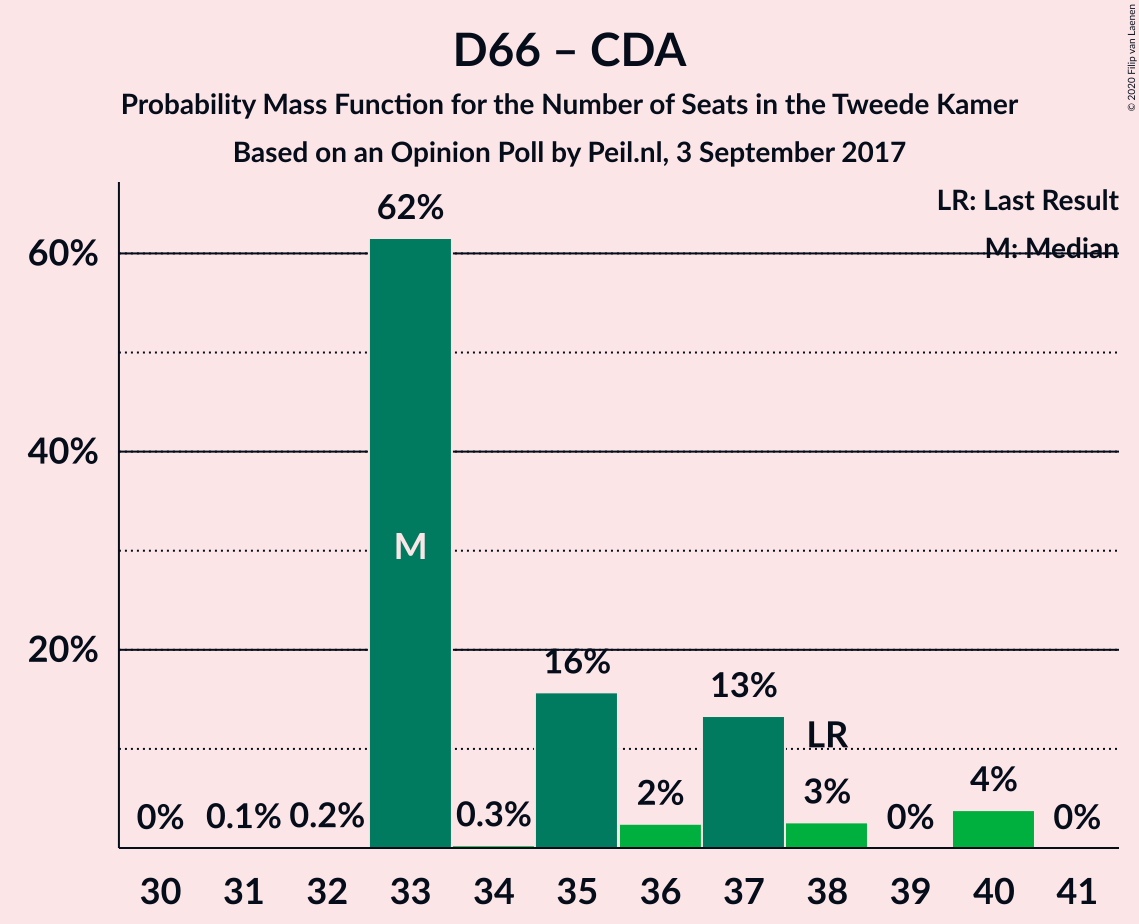 D66 – CDA
Probability Mass Function for the Number of Seats in the Tweede Kamer
Based on an Opinion Poll by Peil.nl, 3 September 2017
© 2020 Filip van Laenen
LR: Last Result
M: Median
60%
40%
20%
0%
0.1%
0.2%
62%
M
0.3%
16%
2%
13%
LR
3%
0%
4%
0%
30 31 32 33 34 35 36 37 38 39 40 41